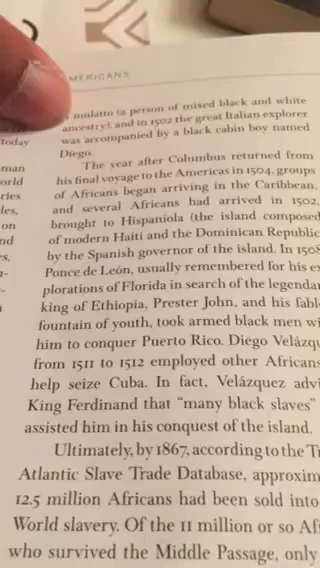 MERICANS
mulatto (a person of mixed black and white
ancestry), and in 1502 the great Italian explorer
was accompanied by a black cabin boy named
Diego.
The year after Columbus returned from
his final voyage to the Americas in 1504, groups
of Africans began arriving in the Caribbean,
and several Africans had arrived in 1502,
brought to Hispaniola (the island composed
of modern Haiti and the Dominican Republic
by the Spanish governor of the island. In 1508
Ponce de León, usually remembered for his ex
plorations of Florida in search of the legenda
king of Ethiopia, Prester John, and his fabl
fountain of youth, took armed black men wi
him to conquer Puerto Rico. Diego Velázqu
from 1511 to 1512 employed other Africans
help seize Cuba. In fact, Velázquez advi
King Ferdinand that “many black slaves”
assisted him in his conquest of the island.
Ultimately, by 1867, according to the Tr
Atlantic Slave Trade Database, approxim
12.5 million Africans had been sold into
World slavery. Of the 11 million or so Af
who survived the Middle Passage, only
today
man
orld
ries
les,
on
nd
es,